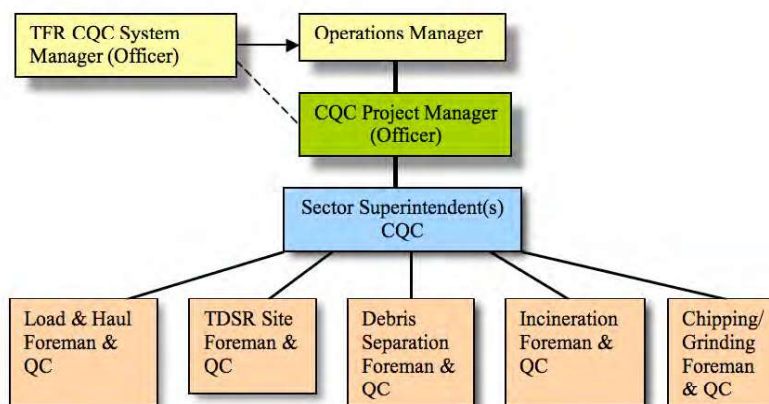 TFR CQC System
Manager (Officer)
Operations Manager
CQC Project Manager
(Officer)
Sector Superintendent(s)
CQC
Load & Haul
Foreman &
QC
TDSR Site
Foreman &
QC
Debris
Separation
Foreman &
QC
Incineration
Foreman &
QC
Chipping/
Grinding
Foreman
& QC